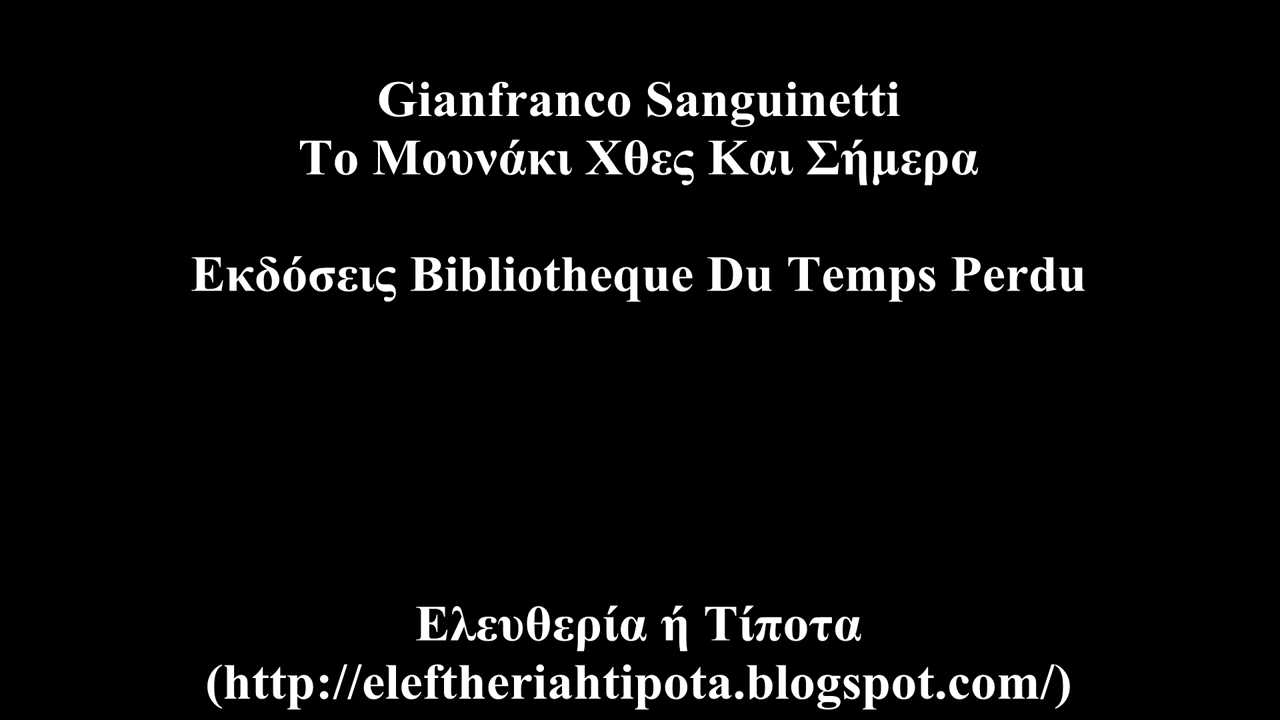 Gianfranco Sanguinetti
Το Μουνάκι Χθες Και Σήμερα
Εκδόσεις Bibliotheque Du Temps Perdu
Ελευθερία ή Τίποτα
(http://eleftheriahtipota.blogspot.com/)